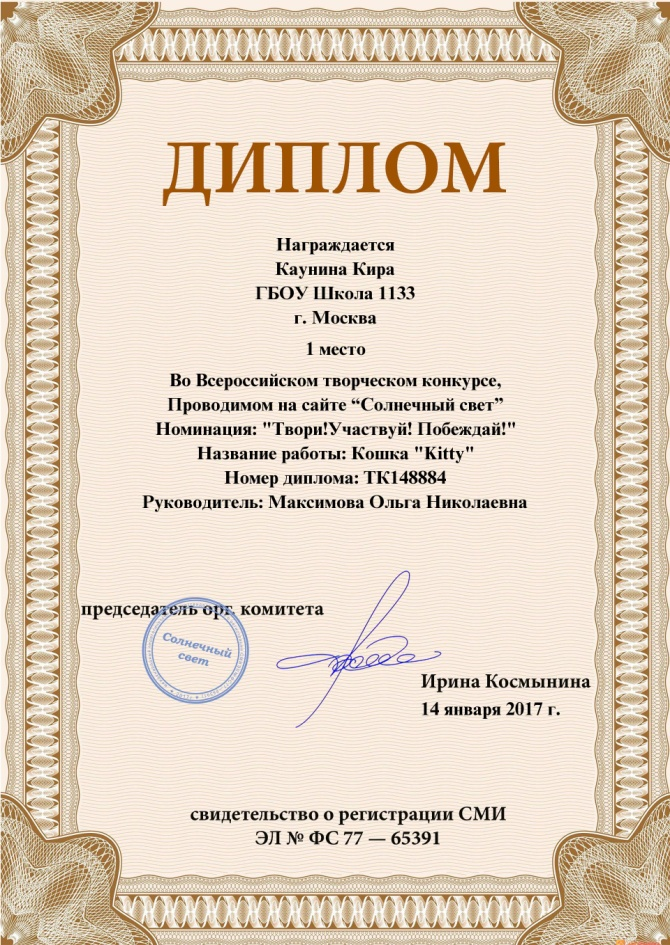 ДИПЛОМ
Награждается
Каунина Кира
ГБОУ Школа 1133
г. Москва
1 место
Во Всероссийском творческом конкурсе,
Проводимом на сайте “Солнечный свет”
Номинация: "Твори!Участвуй! Побеждай!"
Название работы: Кошка "Kitty"
Номер диплома: ТК148884
Руководитель: Максимова Ольга Николаевна
председатель орг. комитета
Солнечный
свет
Ирина Космынина
14 января 2017 г.
свидетельство о регистрации СМИ
ЭЛ № ФС 77 — 65391